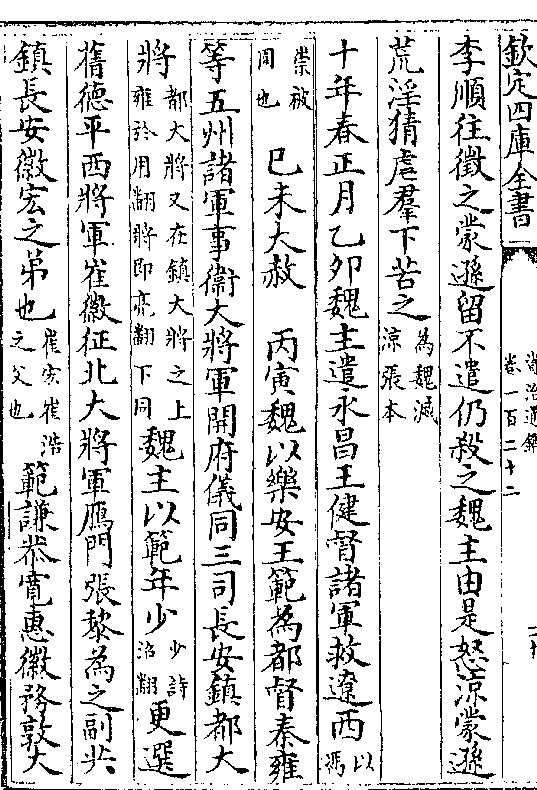 欽定四庫全書
資治通鑑
卷一百二十二
李順往徵之蒙遜留不遣仍殺之魏主由是怒涼蒙遜
荒淫猜虐羣下苦之為魏滅涼張本
十年春正月乙卯魏主遣永昌王健督諸軍救遼西以馮
崇被圍也 巳未大赦 丙寅魏以樂安王範為都督秦雍
等五州諸軍事衞大將軍開府儀同三司長安鎮都大
將都大將又在鎮大將之上雍於用翻將即亮翻下同魏主以範年少少詩沼翻更選
舊德平西將軍崔徽征北大將軍鴈門張黎為之副共
鎮長安徽宏之弟也崔宏崔浩之父也範謙恭寬惠徽務敦大